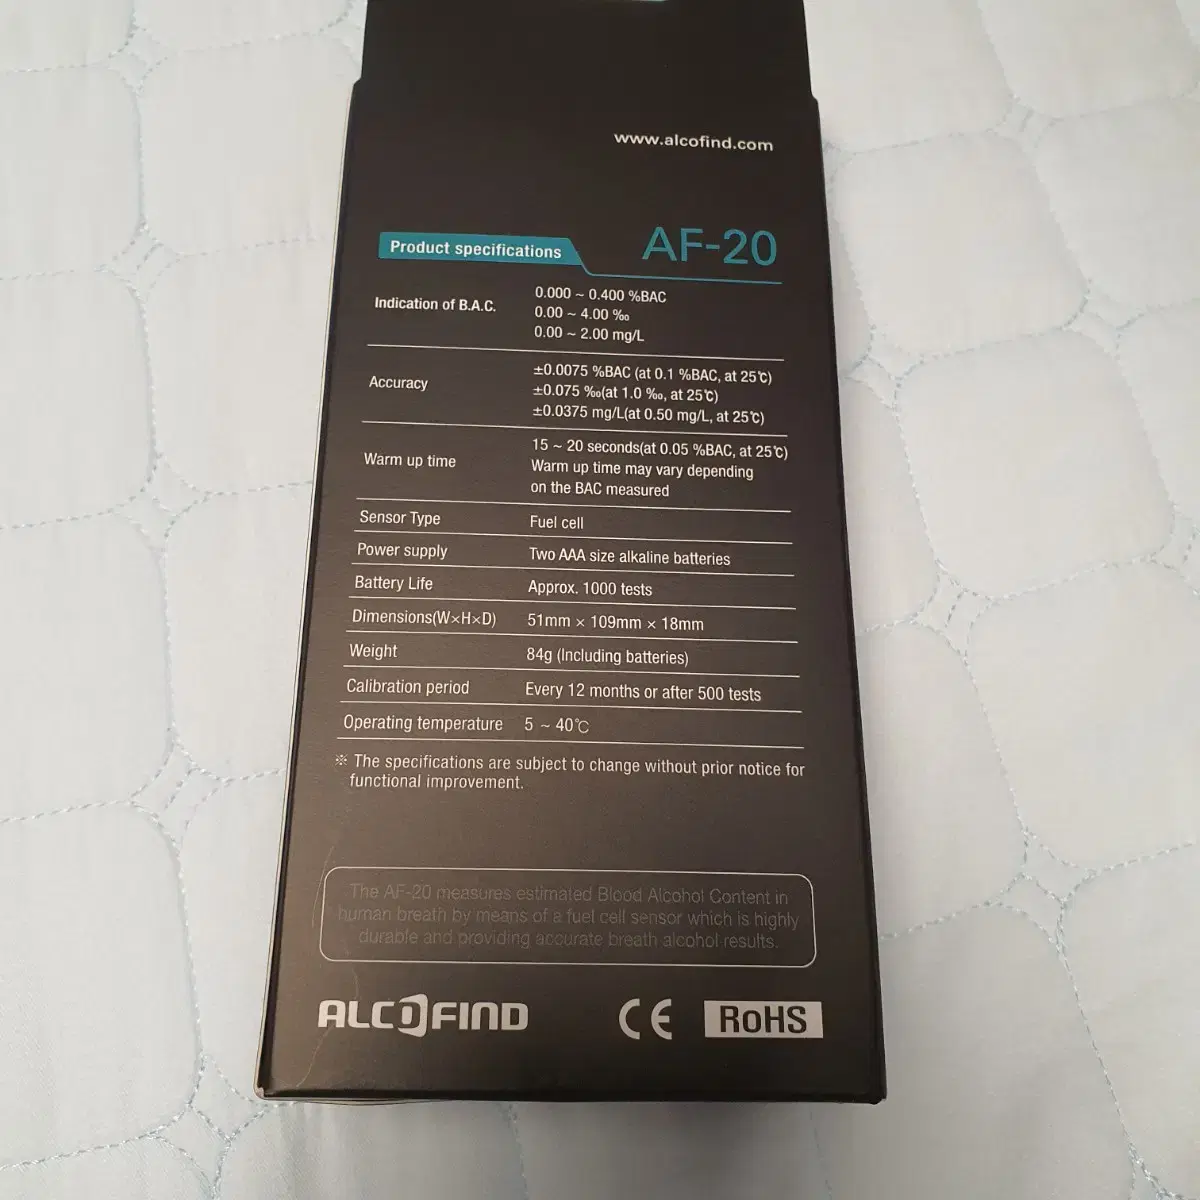 www.alcofind.com
AF-20
Product specifications
Indication of B.A.C.
0.000 ~ 0.400 %BAC
0.00 ~ 4.00 ‰
0.00 ~ 2.00 mg/L
Accuracy
±0.0075 %BAC (at 0.1 %BAC, at 25℃)
±0.075 ‰(at 1.0 ‰, at 25℃)
±0.0375 mg/L(at 0.50 mg/L, at 25℃)
Warm up time
15 ~ 20 seconds(at 0.05 %BAC, at 25℃)
Warm up time may vary depending
on the BAC measured
Sensor Type Fuel cell
Power supply Two AAA size alkaline batteries
Battery Life Approx. 1000 tests
Dimensions(W×H×D) 51mm × 109mm × 18mm
Weight 84g (Including batteries)
Calibration period Every 12 months or after 500 tests
Operating temperature 5 ~ 40℃
※ The specifications are subject to change without prior notice for
functional improvement.
The AF-20 measures estimated Blood Alcohol Content in
human breath by means of a fuel cell sensor which is highly
durable and providing accurate breath alcohol results.
ALCOFIND
CE
RoHS